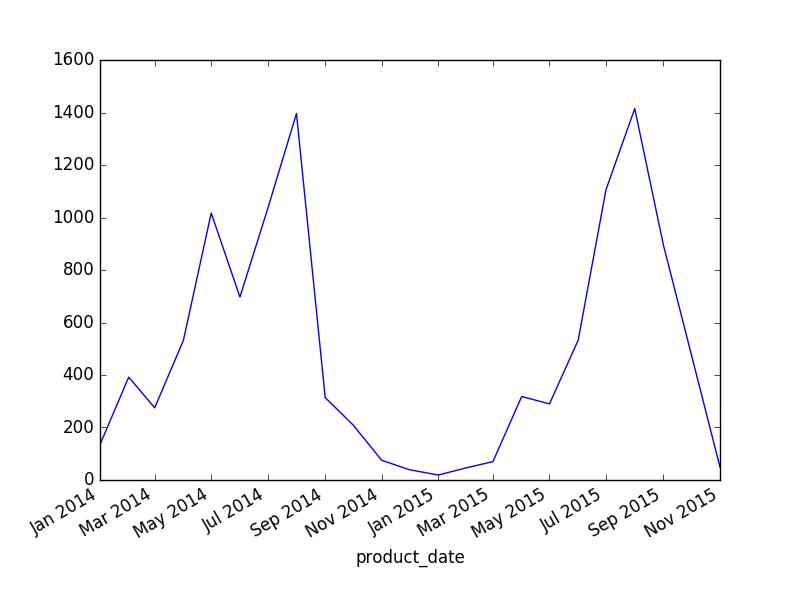 1600
1400
1200
1000
800
600
400
200
0
Jan 2014
Mar 2014
May 2014
Jul 2014
Sep 2014
Nov 2014
Jan 2015
Mar 2015
May 2015
Jul 2015
Sep 2015
Nov 2015
product_date